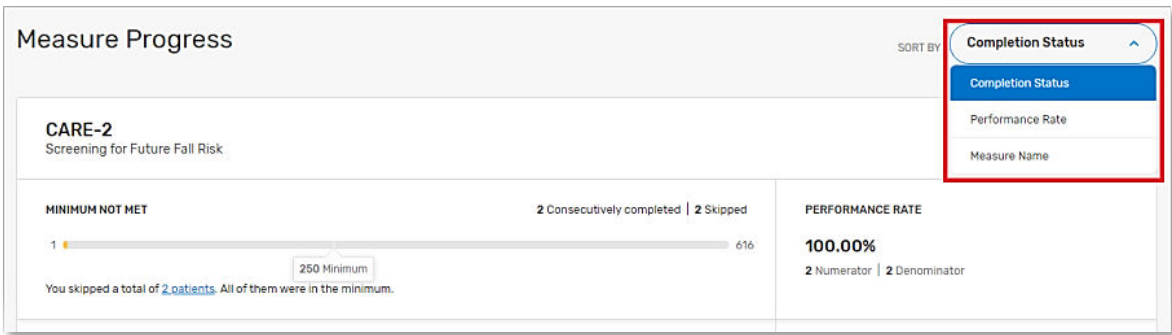 Measure Progress
SORT BY
Completion Status
Completion Status
Performance Rate
Measure Name
CARE-2
Screening for Future Fall Risk
MINIMUM NOT MET
2 Consecutively completed | 2 Skipped
1
616
250 Minimum
You skipped a total of 2 patients. All of them were in the minimum.
PERFORMANCE RATE
100.00%
2 Numerator | 2 Denominator